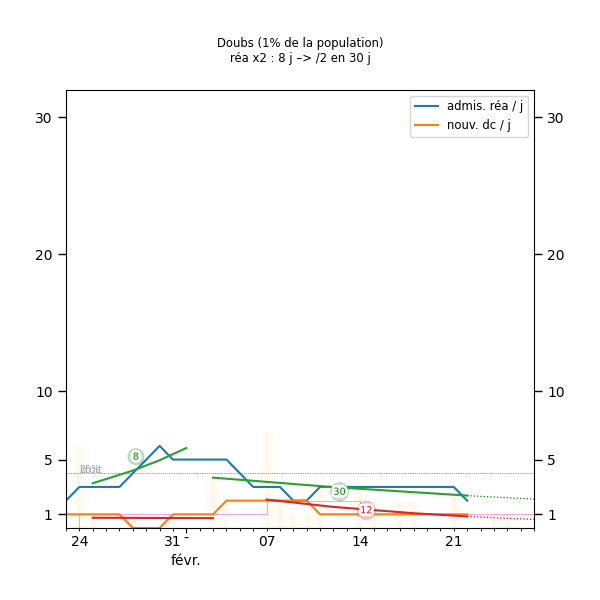 Doubs (1% de la population)
réa x2 : 8 j –> /2 en 30 j
admis. réa / j
nouv. dc / j
30 30
20 20
10 10
5 5
1 1
8
30
12
24 31 - 07 14 21
févr.